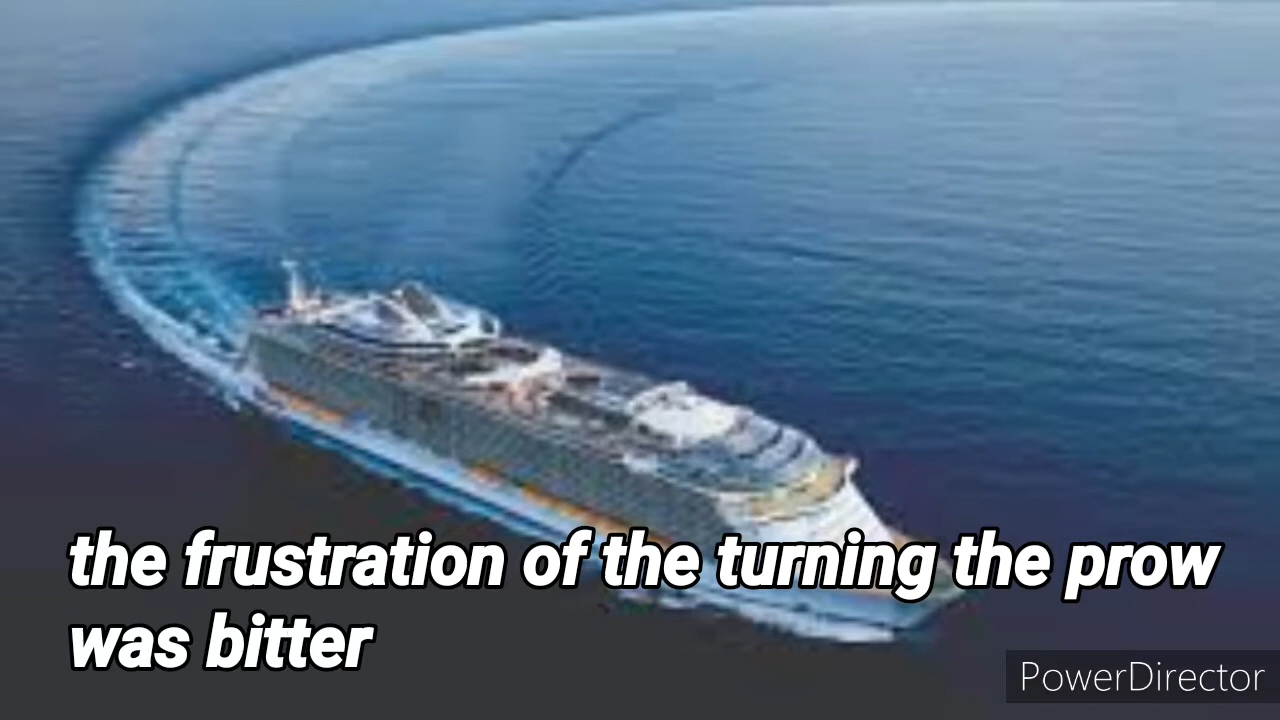 the frustration of the turning the prow
was bitter
PowerDirector